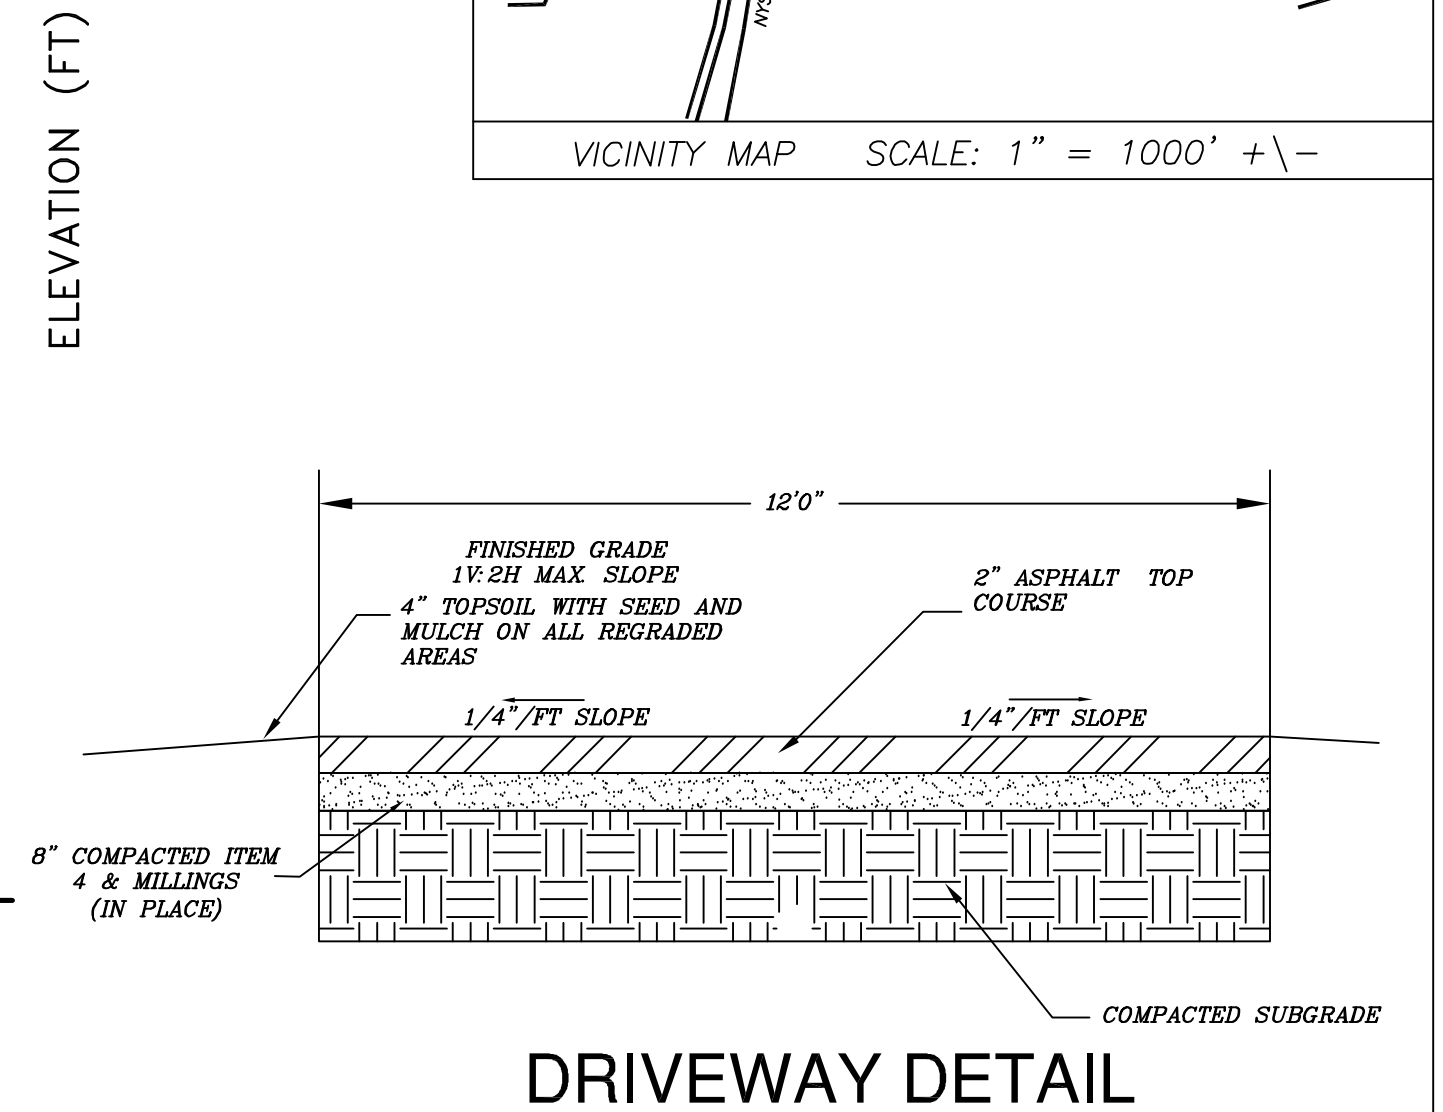 ELEVATION (FT)
NYS
VICINITY MAP SCALE: 1" = 1000' +\-
12'0"
FINISHED GRADE
1V:2H MAX. SLOPE
4" TOPSOIL WITH SEED AND
MULCH ON ALL REGRADED
AREAS
2" ASPHALT TOP
COURSE
1/4"/FT SLOPE
1/4"/FT SLOPE
8" COMPACTED ITEM
4 & MILLINGS
(IN PLACE)
COMPACTED SUBGRADE
DRIVEWAY DETAIL